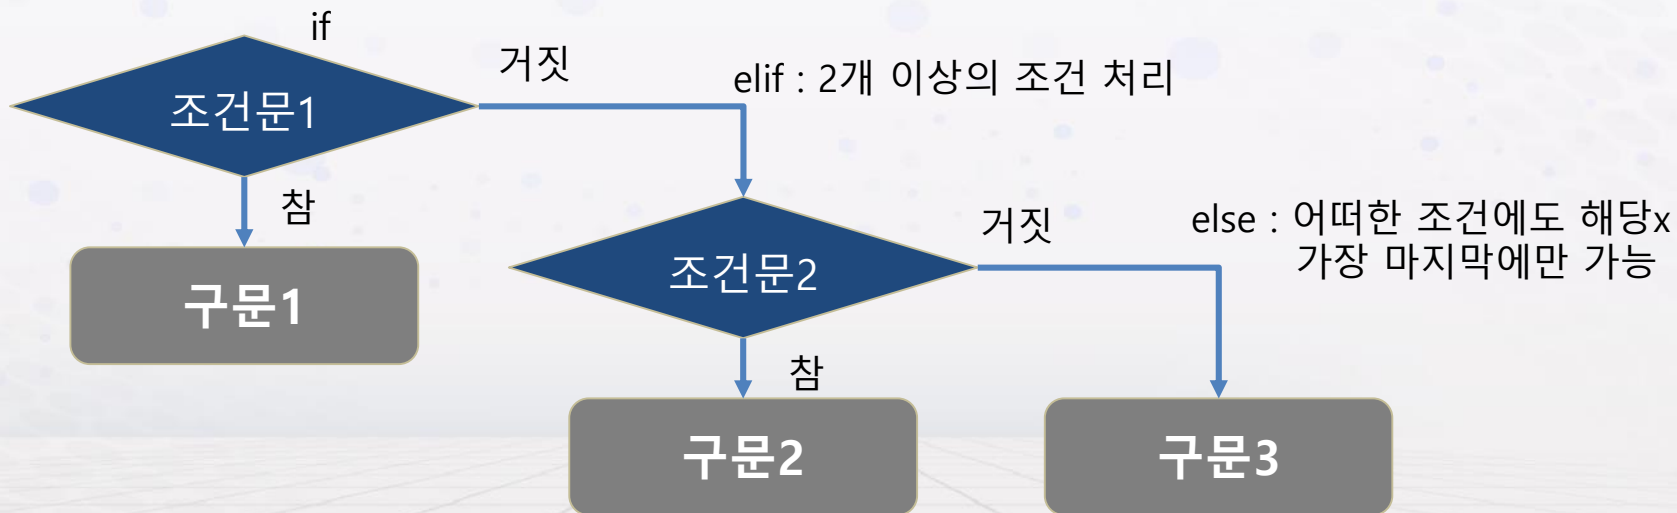 if
조건문1
거짓
elif : 2개 이상의 조건 처리
참
구문1
조건문2
거짓
else : 어떠한 조건에도 해당x
가장 마지막에만 가능
참
구문2
구문3